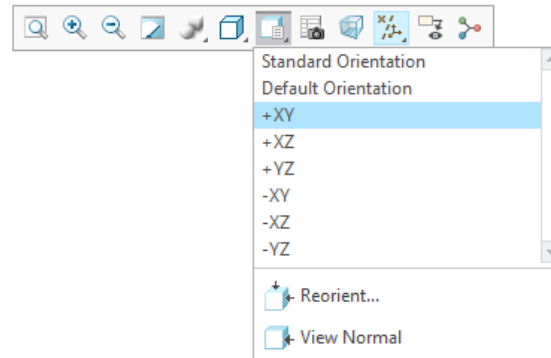 Standard Orientation
Default Orientation
+XY
+XZ
+YZ
-XY
-XZ
-YZ
Reorient...
View Normal